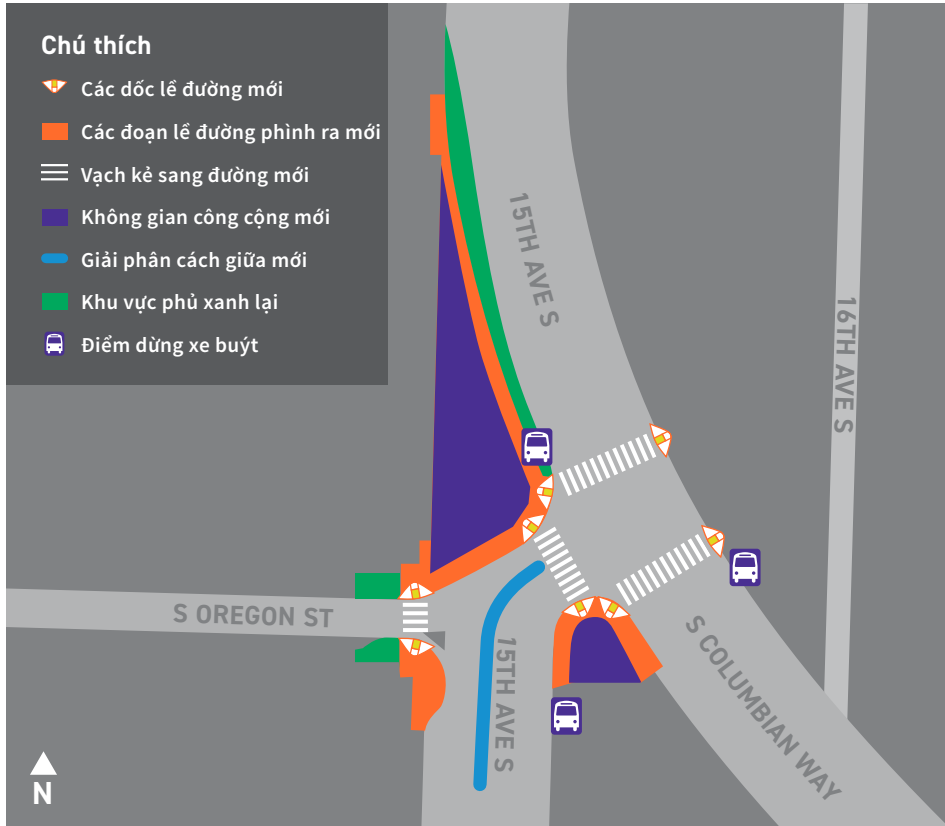 Chú thích
Các dốc lề đường mới
Các đoạn lề đường phình ra mới
Vạch kẻ sang đường mới
Không gian công cộng mới
Giải phân cách giữa mới
Khu vực phủ xanh lại
Điểm dừng xe buýt
15TH AVE S
16TH AVE S
S OREGON ST
15TH AVE S
S COLUMBIAN WAY
N